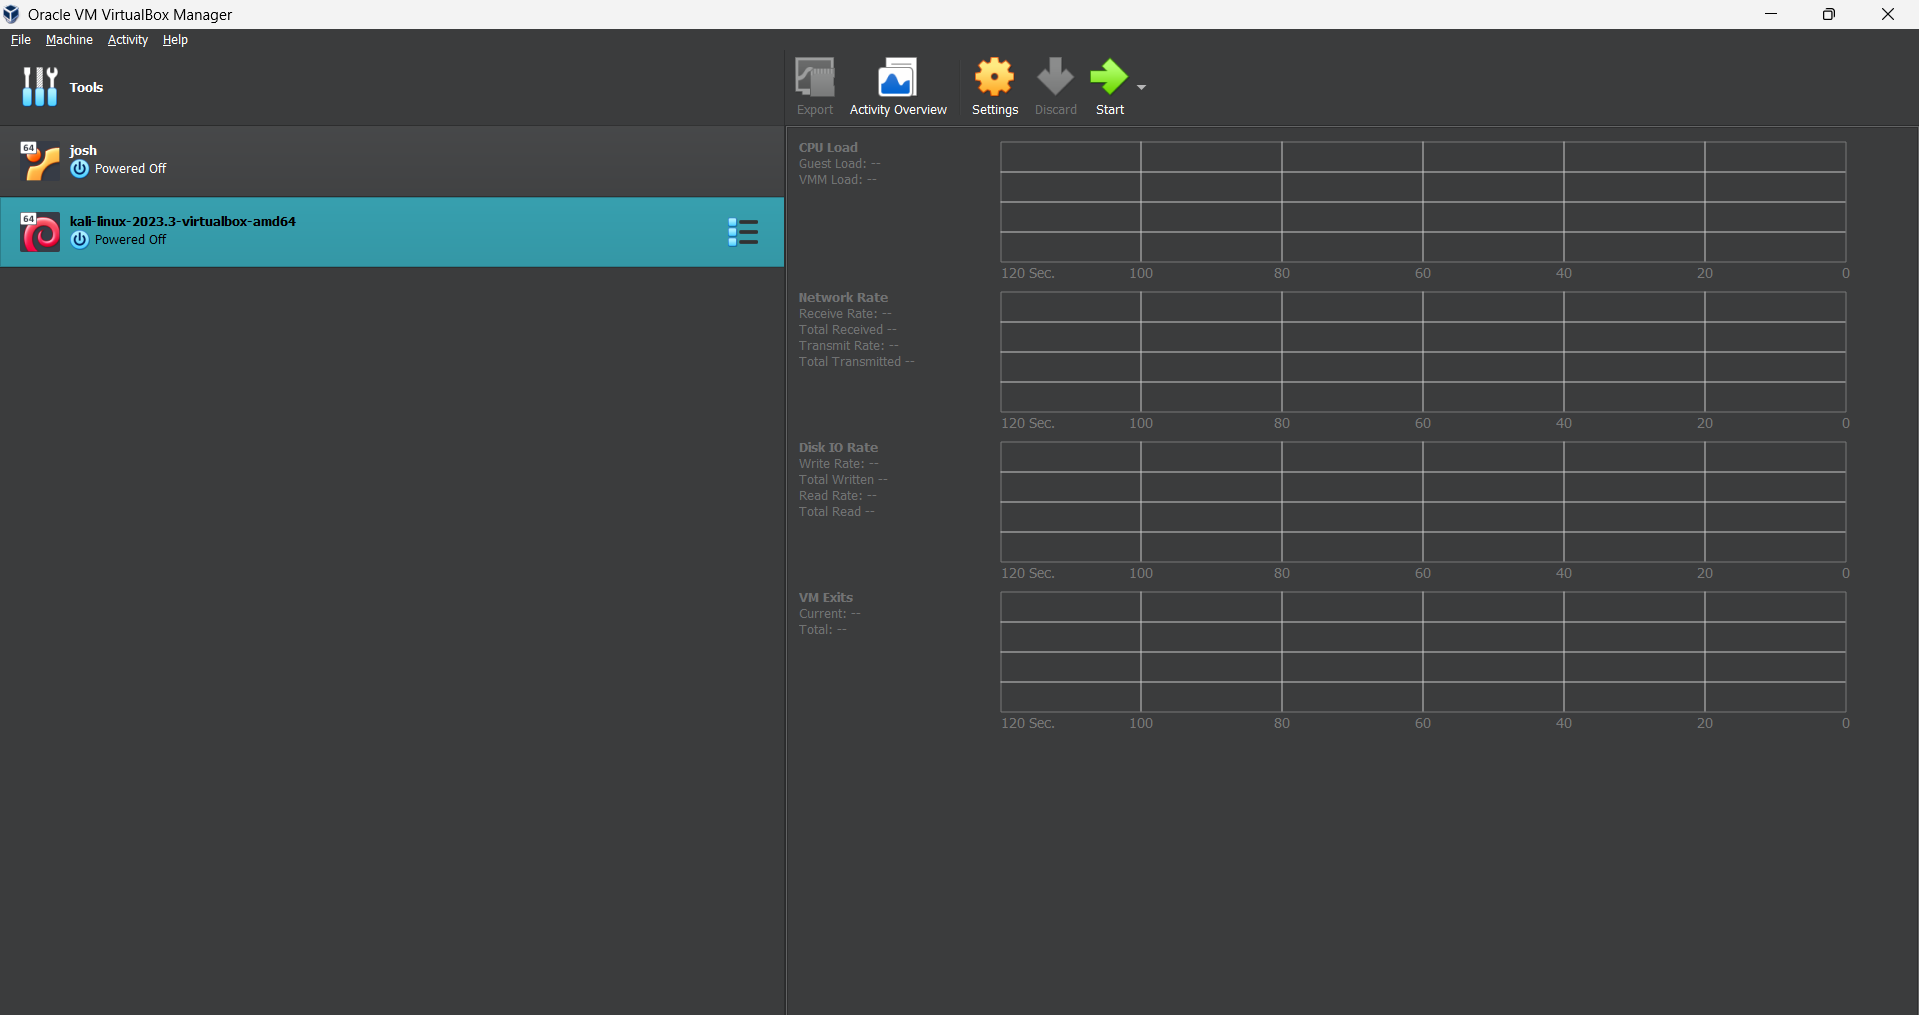 Oracle VM VirtualBox Manager
File Machine Activity Help
Tools
Export Activity Overview Settings Discard Start
64 josh
Powered Off
64 kali-linux-2023.3-virtualbox-amd64
Powered Off
CPU Load
Guest Load: --
VMM Load: --
120 Sec. 100 80 60 40 20 0
Network Rate
Receive Rate: --
Total Received --
Transmit Rate: --
Total Transmitted --
120 Sec. 100 80 60 40 20 0
Disk IO Rate
Write Rate: --
Total Written --
Read Rate: --
Total Read --
120 Sec. 100 80 60 40 20 0
VM Exits
Current: --
Total: --
120 Sec. 100 80 60 40 20 0